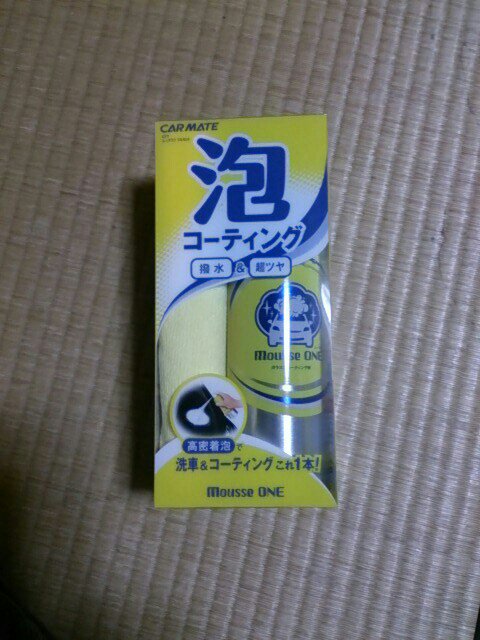 CARMATE
泡
コーティング
撥水 & 超ツヤ
mousse ONE
高密着泡で
洗車&コーティングこれ1本!
mousse ONE